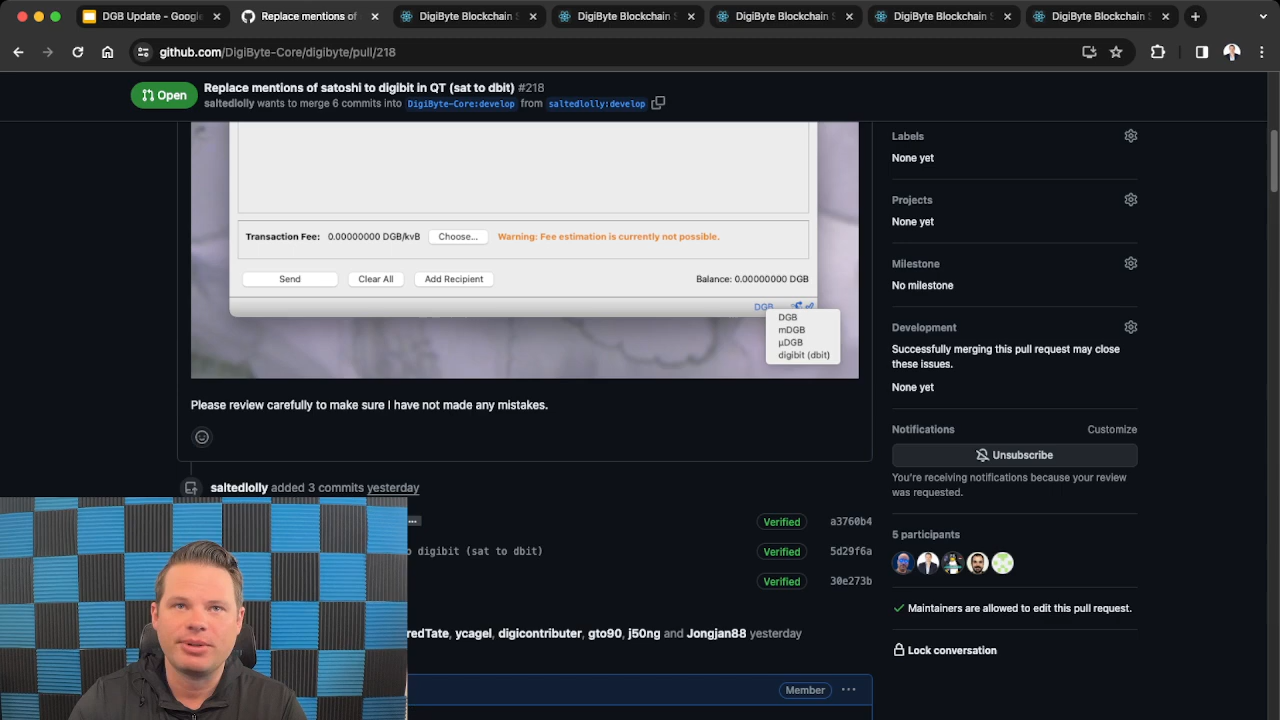 DGB Update - Google
Replace mentions of
DigiByte Blockchain S
DigiByte Blockchain S
DigiByte Blockchain S
DigiByte Blockchain S
DigiByte Blockchain S
github.com/DigiByte-Core/digibyte/pull/218
Open
Replace mentions of satoshi to digibit in QT (sat to dbit) #218
saltedlolly wants to merge 6 commits into DigiByte-Core:develop from saltedlolly:develop
Transaction Fee: 0.00000000 DGB/kvB Choose... Warning: Fee estimation is currently not possible.
Send Clear All Add Recipient Balance: 0.00000000 DGB
DGB
DGB
mDGB
µDGB
digibit (dbit)
Please review carefully to make sure I have not made any mistakes.
saltedlolly added 3 commits yesterday
... Verified a3760b4
digibit (sat to dbit) Verified 5d29f6a
Verified 30e273b
redTate, ycagel, digicontributer, gto90, j50ng and Jongjan88 yesterday
Member ...
Labels
None yet
Projects
None yet
Milestone
No milestone
Development
Successfully merging this pull request may close
these issues.
None yet
Notifications Customize
Unsubscribe
You're receiving notifications because your review
was requested.
5 participants
Maintainers are allowed to edit this pull request.
Lock conversation